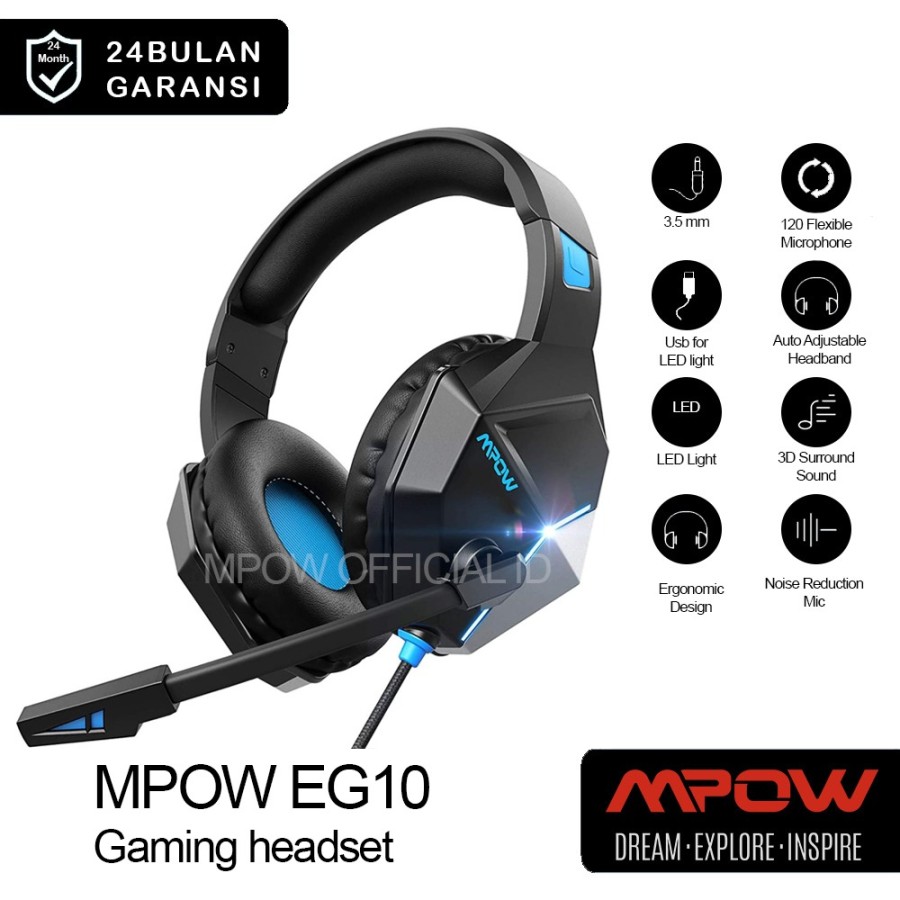 24
Month
24BULAN
GARANSI
3.5 mm
120 Flexible
Microphone
Usb for
LED light
Auto Adjustable
Headband
LED
LED Light
3D Surround
Sound
Ergonomic
Design
Noise Reduction
Mic
MPOW
MPOW OFFICIAL ID
MPOW EG10
Gaming headset
MPOW
DREAM·EXPLORE·INSPIRE